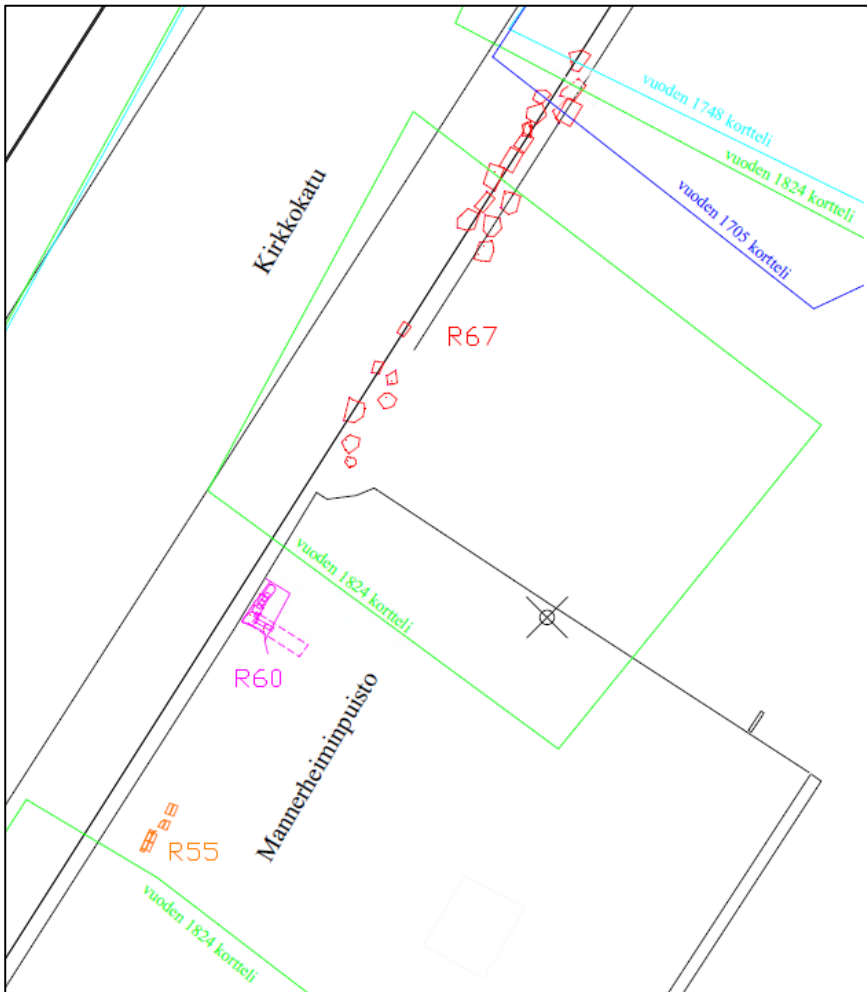 vuoden 1748 kortteli
vuoden 1824 kortteli
vuoden 1705 kortteli
Kirkkokatu
R67
vuoden 1824 kortteli
R60
Mannerheiminpuisto
R55
vuoden 1824 kortteli